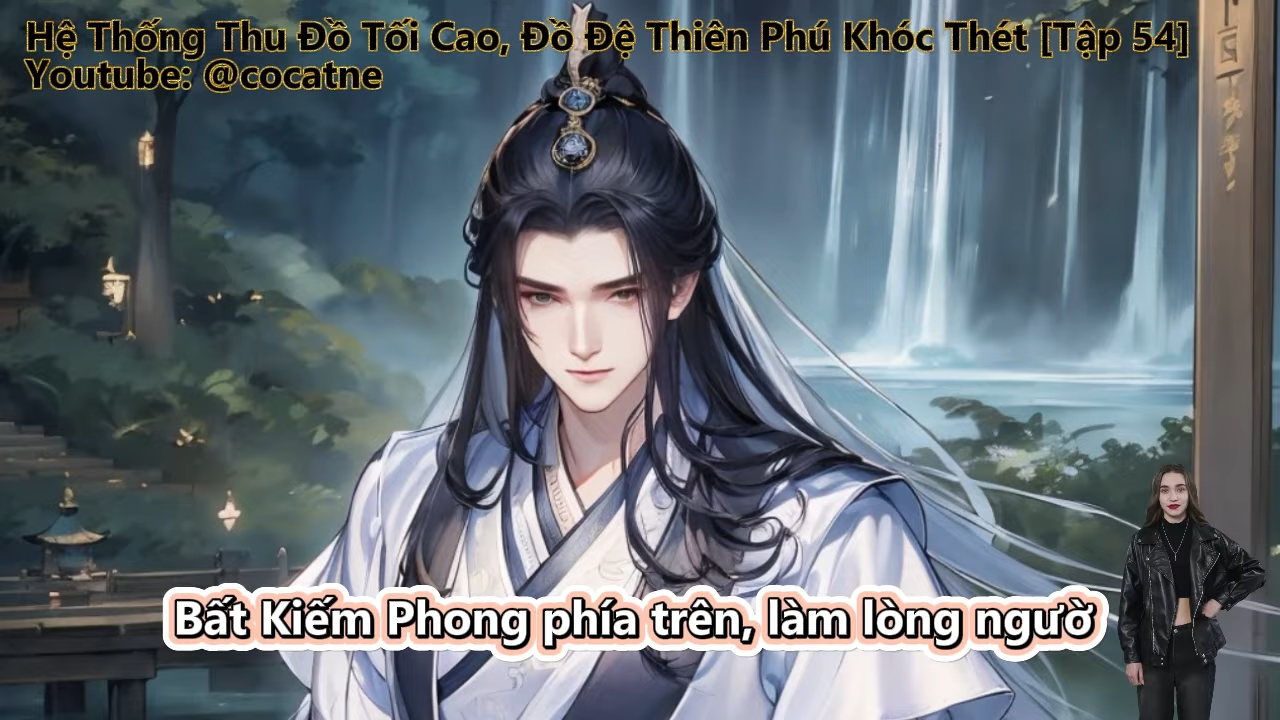 Hệ Thống Thu Đồ Tối Cao, Đồ Đệ Thiên Phú Khóc Thét [Tập 54]
Youtube: @cocatne
Bất Kiếm Phong phía trên, làm lòng ngườ